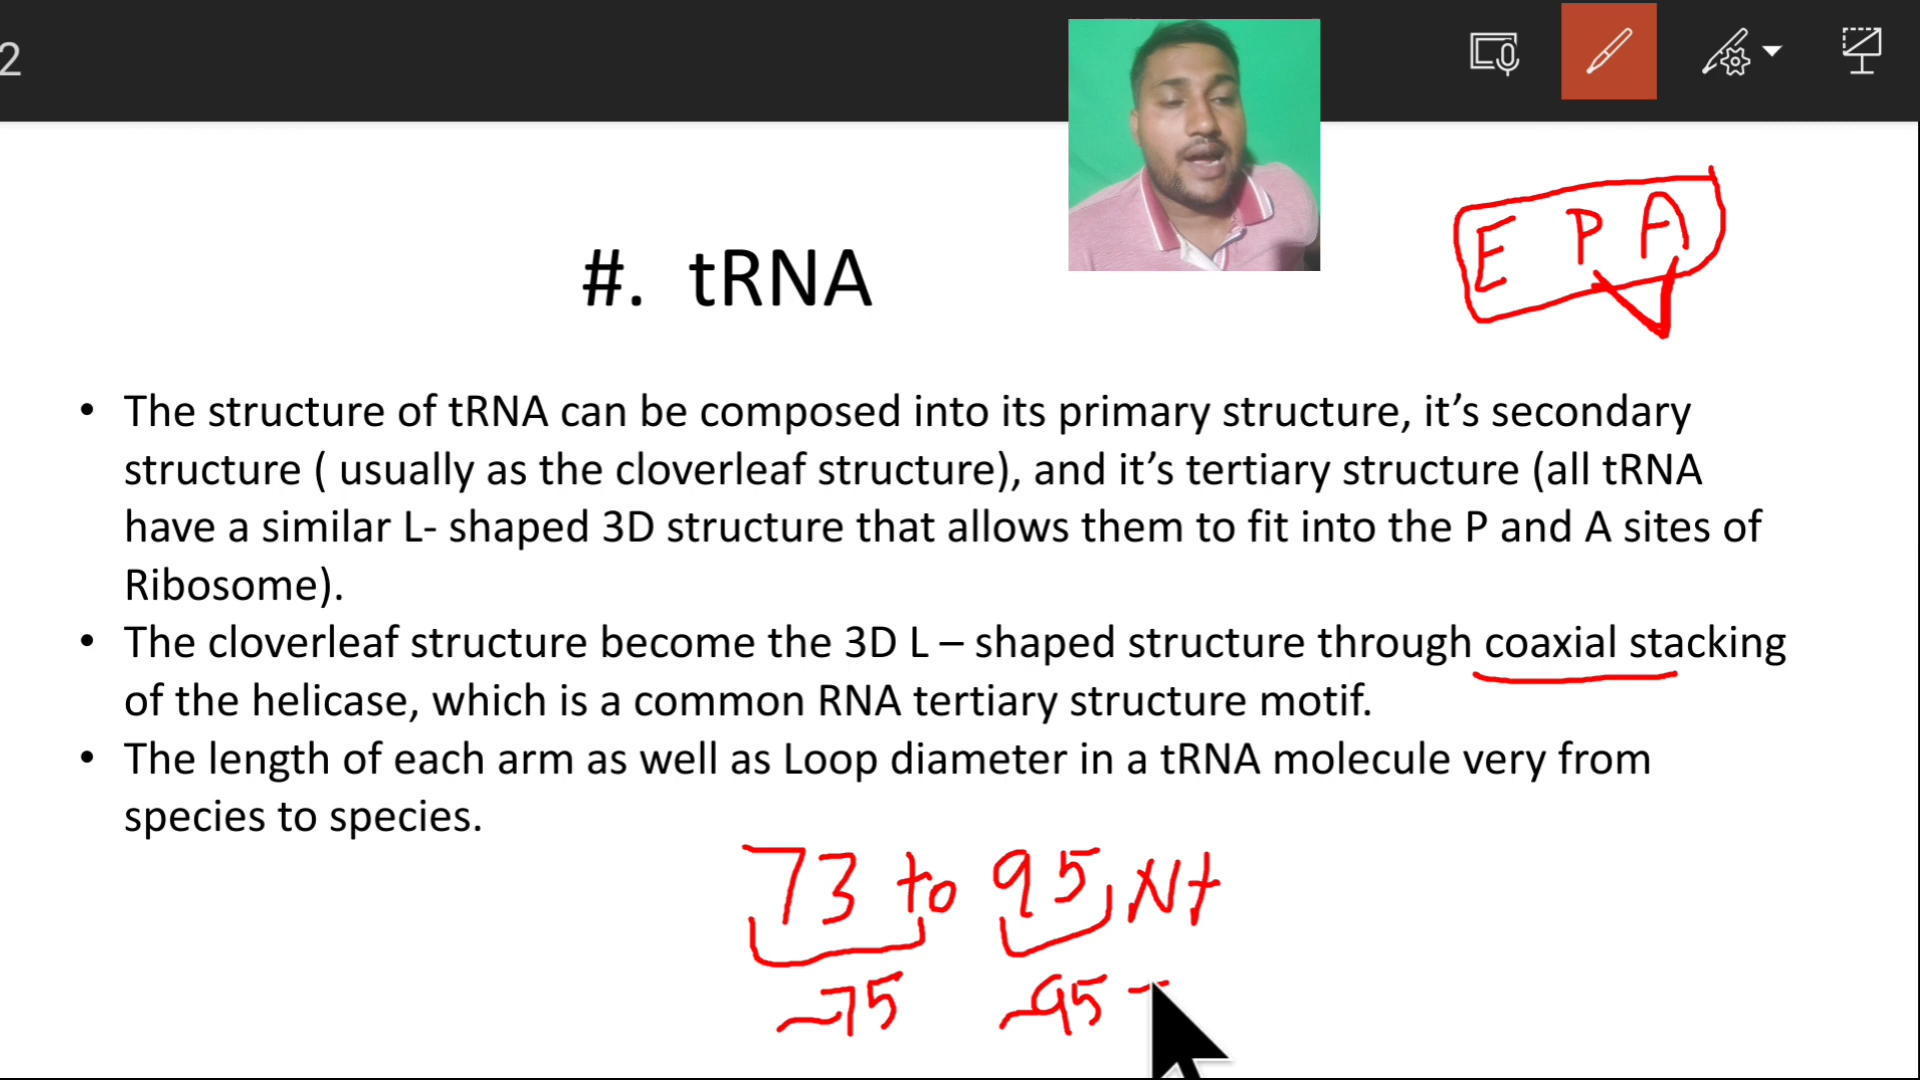 2
E P A
#. tRNA
• The structure of tRNA can be composed into its primary structure, it’s secondary
structure ( usually as the cloverleaf structure), and it’s tertiary structure (all tRNA
have a similar L- shaped 3D structure that allows them to fit into the P and A sites of
Ribosome).
• The cloverleaf structure become the 3D L – shaped structure through coaxial stacking
of the helicase, which is a common RNA tertiary structure motif.
• The length of each arm as well as Loop diameter in a tRNA molecule very from
species to species.
73 to 95 Nt
~75 ~95 -